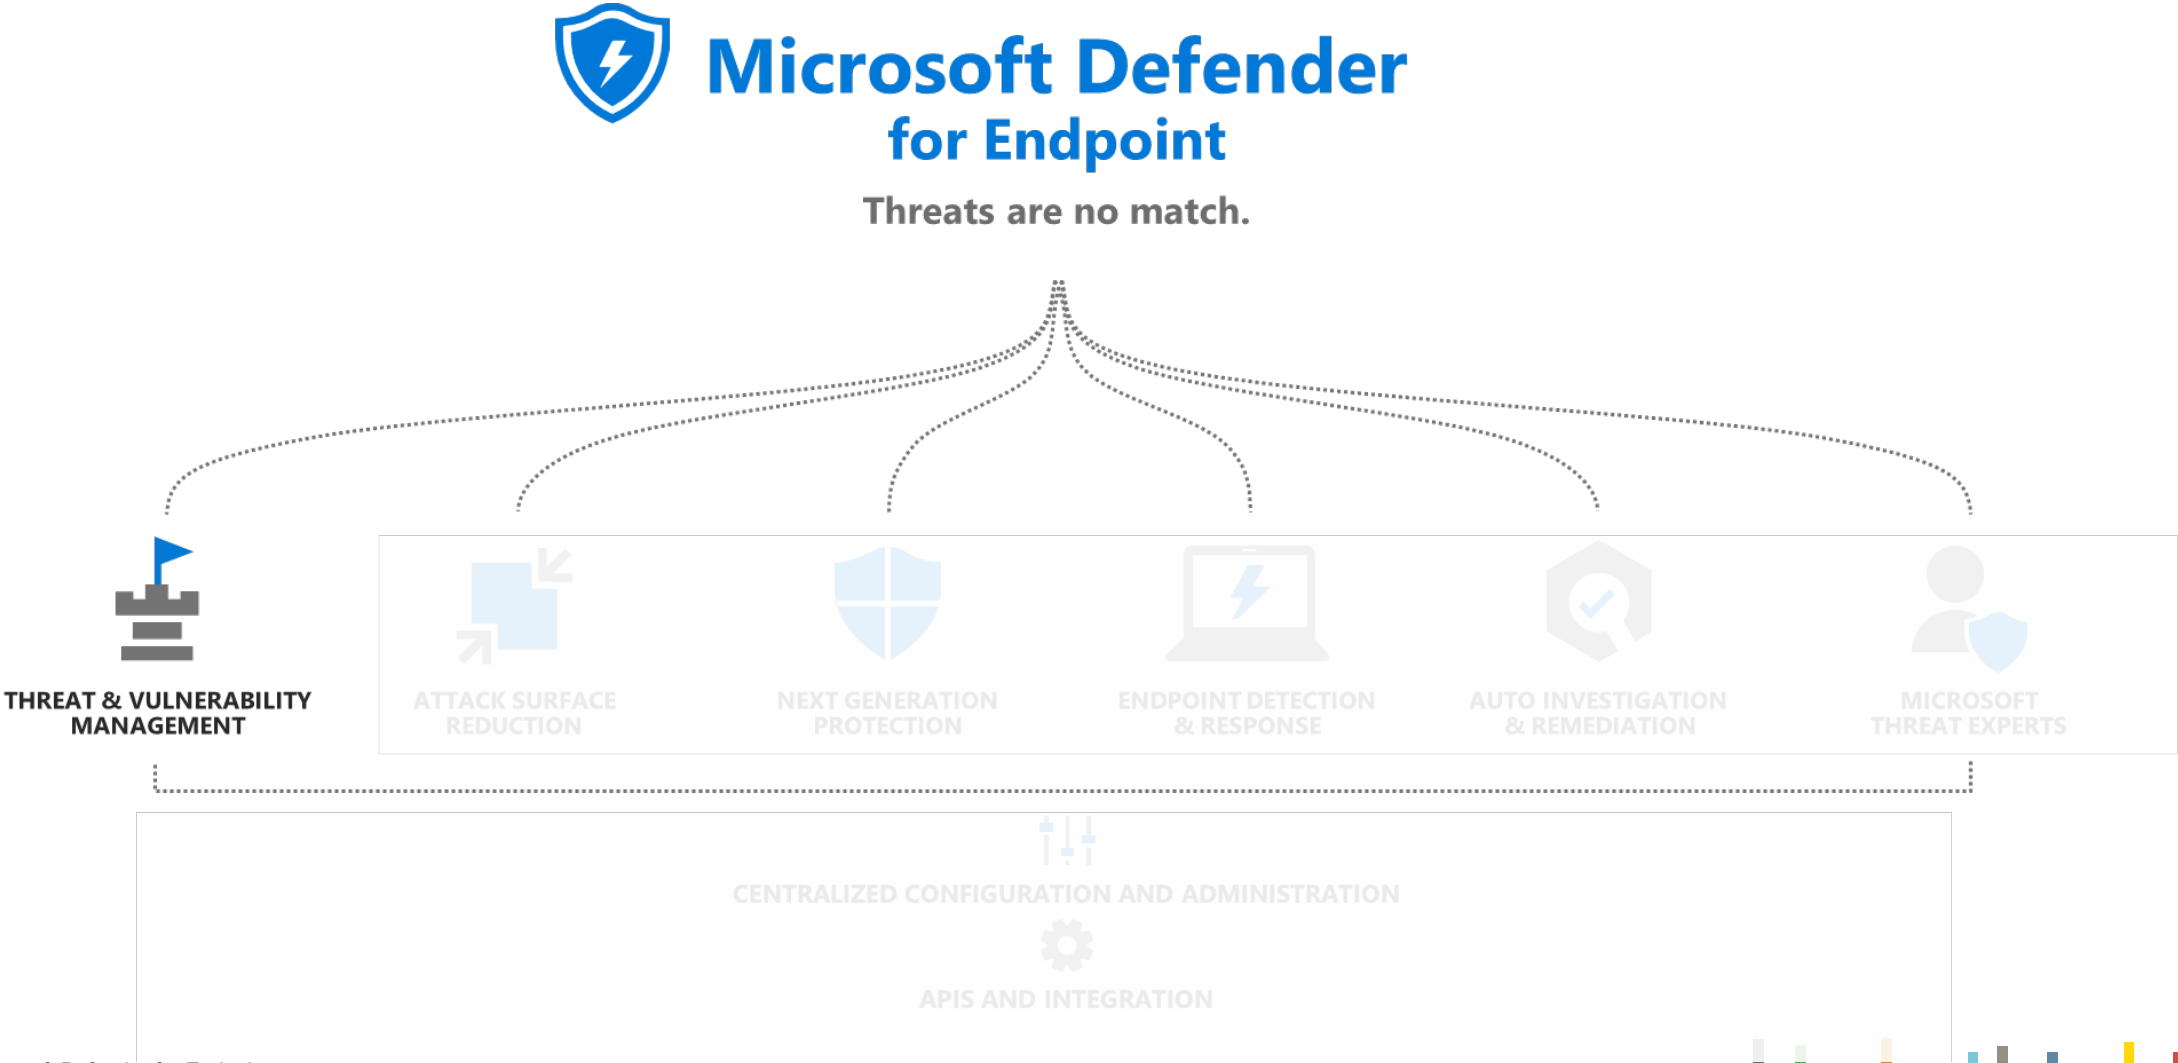 Microsoft Defender
for Endpoint
Threats are no match.
THREAT & VULNERABILITY
MANAGEMENT
ATTACK SURFACE
REDUCTION
NEXT GENERATION
PROTECTION
ENDPOINT DETECTION
& RESPONSE
AUTO INVESTIGATION
& REMEDIATION
MICROSOFT
THREAT EXPERTS
CENTRALIZED CONFIGURATION AND ADMINISTRATION
APIS AND INTEGRATION